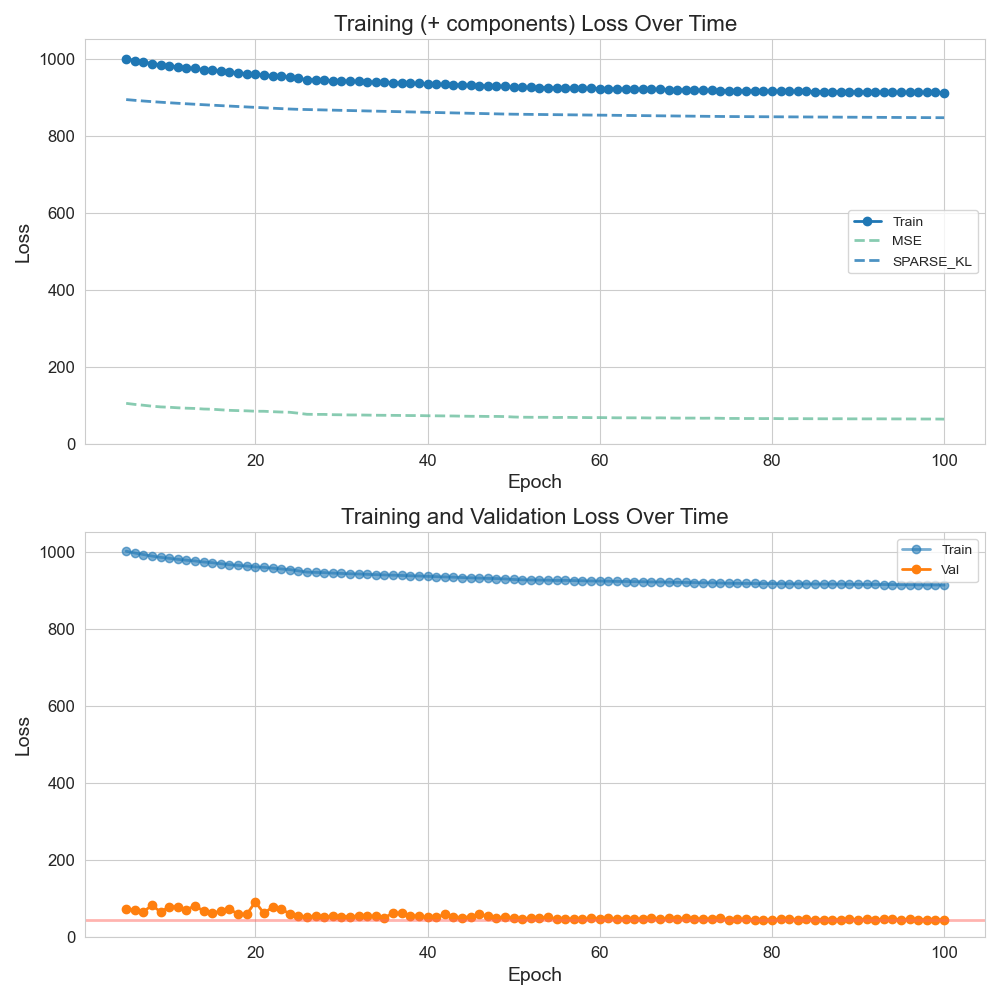 Training (+ components) Loss Over Time
1000
800
600
400
200
0
Loss
Train
MSE
SPARSE_KL
20
40
60
80
100
Epoch
Training and Validation Loss Over Time
1000
800
600
400
200
0
Loss
Train
Val
20
40
60
80
100
Epoch